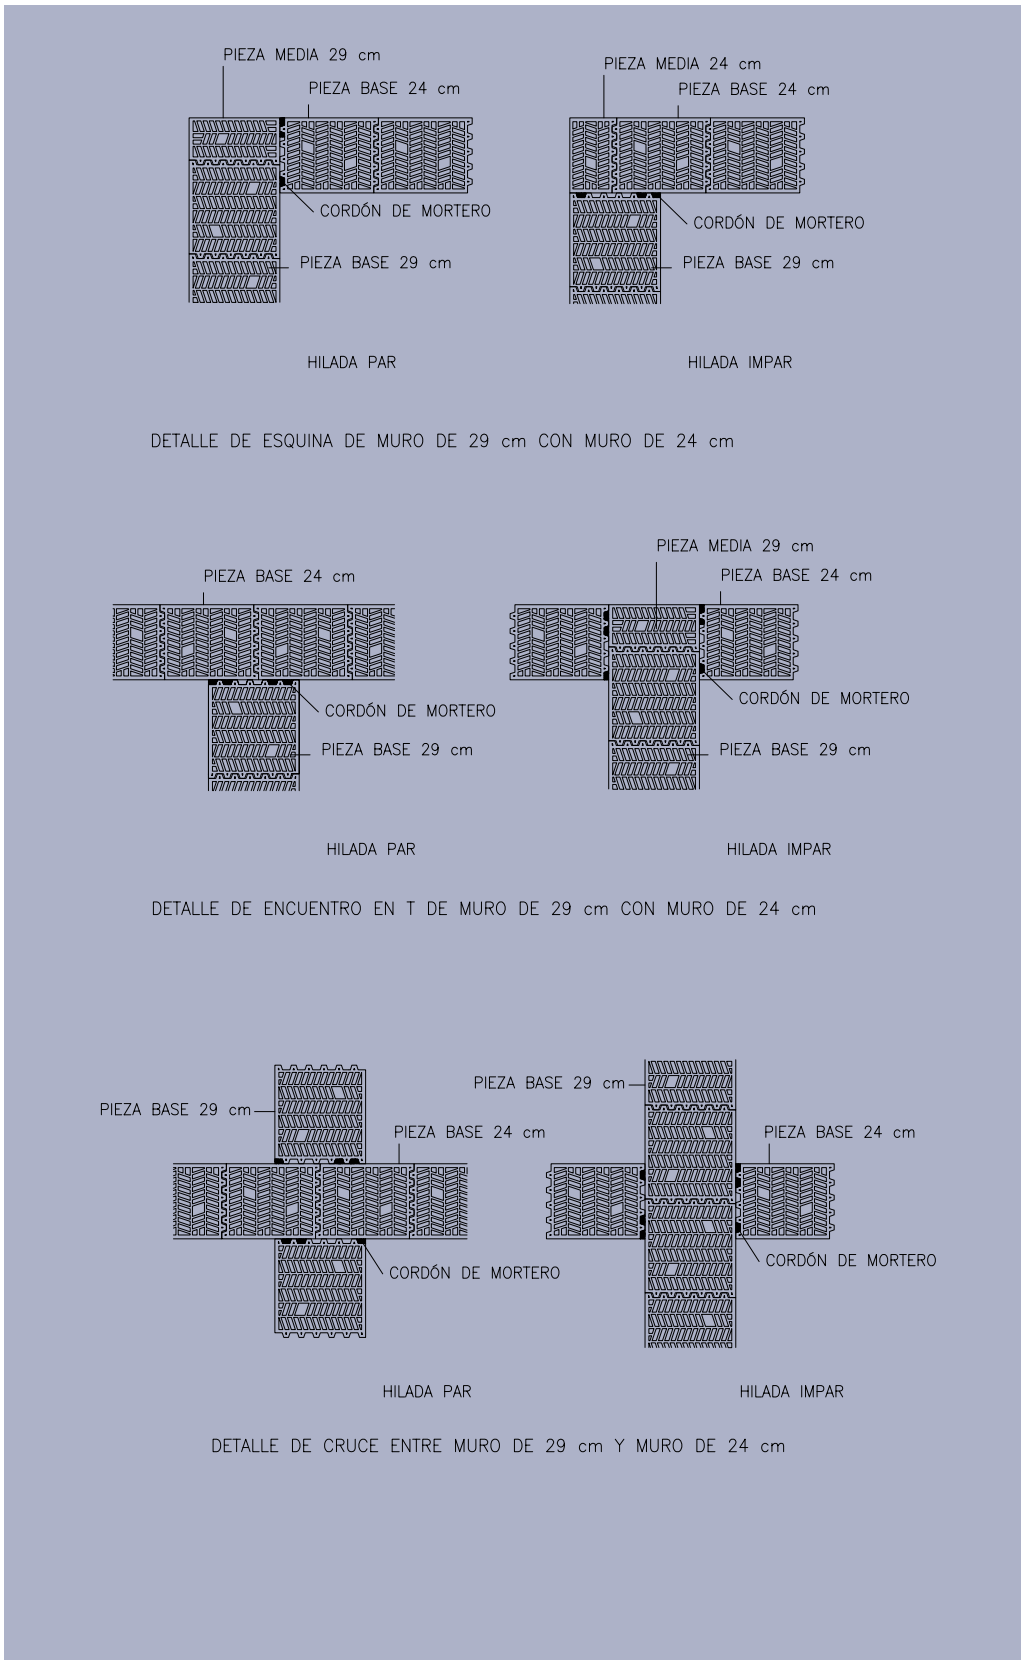 PIEZA MEDIA 29 cm
PIEZA BASE 24 cm
CORDÓN DE MORTERO
PIEZA BASE 29 cm
HILADA PAR
PIEZA MEDIA 24 cm
PIEZA BASE 24 cm
CORDÓN DE MORTERO
PIEZA BASE 29 cm
HILADA IMPAR
DETALLE DE ESQUINA DE MURO DE 29 cm CON MURO DE 24 cm
PIEZA BASE 24 cm
CORDÓN DE MORTERO
PIEZA BASE 29 cm
HILADA PAR
PIEZA MEDIA 29 cm
PIEZA BASE 24 cm
CORDÓN DE MORTERO
PIEZA BASE 29 cm
HILADA IMPAR
DETALLE DE ENCUENTRO EN T DE MURO DE 29 cm CON MURO DE 24 cm
PIEZA BASE 29 cm
PIEZA BASE 24 cm
CORDÓN DE MORTERO
HILADA PAR
PIEZA BASE 29 cm
PIEZA BASE 24 cm
CORDÓN DE MORTERO
HILADA IMPAR
DETALLE DE CRUCE ENTRE MURO DE 29 cm Y MURO DE 24 cm